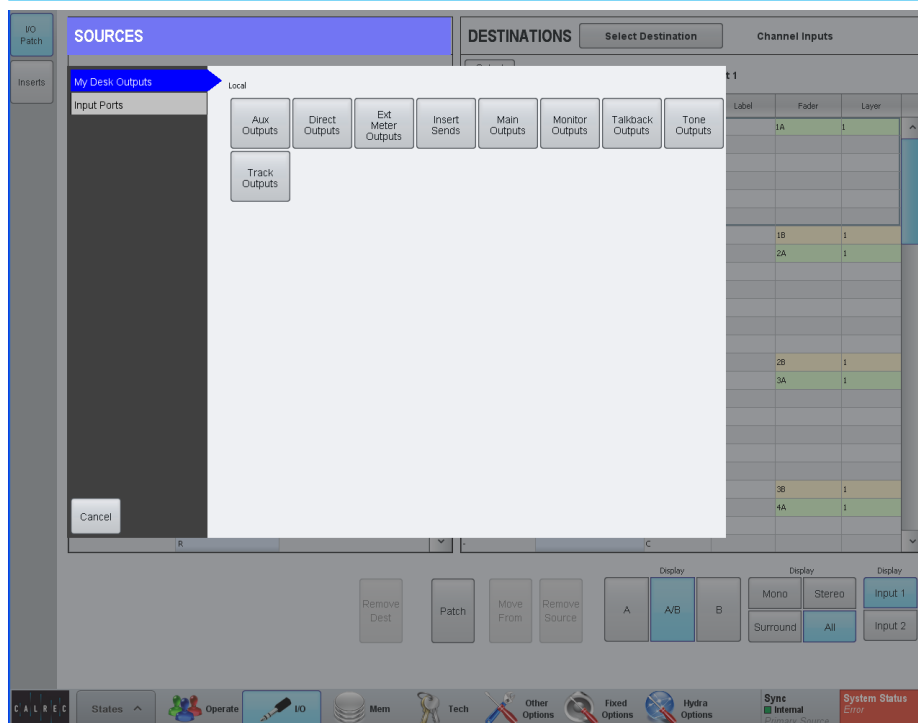 I/O Patch
Inserts
SOURCES
DESTINATIONS
Select Destination
Channel Inputs
t 1
Label Fader Layer
My Desk Outputs
Input Ports
Local
Aux Outputs
Direct Outputs
Ext Meter Outputs
Insert Sends
Main Outputs
Monitor Outputs
Talkback Outputs
Tone Outputs
Track Outputs
1A 1
1B 1
2A 1
2B 1
3A 1
3B 1
4A 1
Cancel
R
-
C
Remove Dest
Patch
Move From
Remove Source
Display
A
A/B
B
Display
Mono
Stereo
Surround
All
Display
Input 1
Input 2
CALREC
States
Operate
I/O
Mem
Tech
Other Options
Fixed Options
Hydra Options
Sync
Internal
Primary Source
System Status
Error